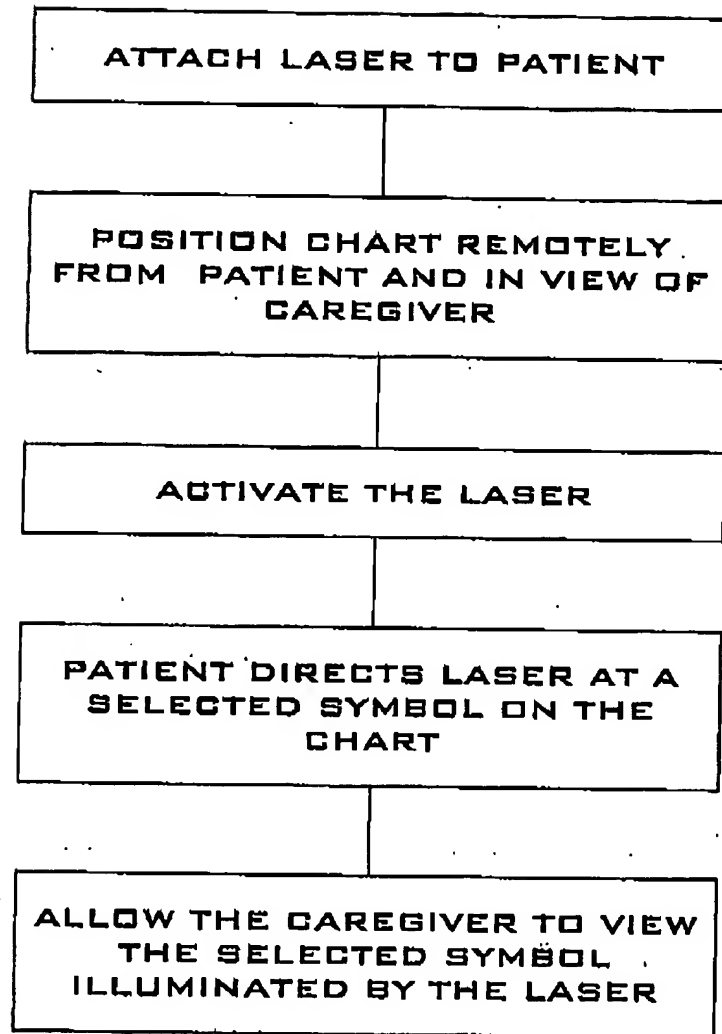 ATTACH LASER TO PATIENT
POSITION CHART REMOTELY
FROM PATIENT AND IN VIEW OF
CAREGIVER
ACTIVATE THE LASER
PATIENT DIRECTS LASER AT A
SELECTED SYMBOL ON THE
CHART
ALLOW THE CAREGIVER TO VIEW
THE SELECTED SYMBOL
ILLUMINATED BY THE LASER